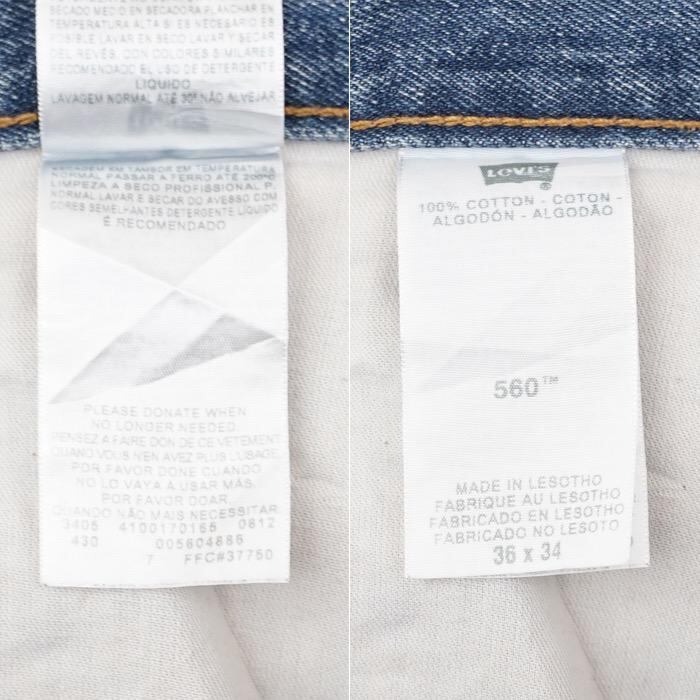 SECADO MEDIO EN SECADORA PLANCHAR EN
TEMPERATURA ALTA SI ES NECESARIO ES
POSIBLE LAVAR EN SECO LAVAR Y SECAR
DEL REVÉS, CON COLORES SIMILARES
RECOMENDADO EL USO DE DETERGENTE
LÍQUIDO
LAVAGEM NORMAL ATÉ 30º NÃO ALVEJAR
SECAGEM EM TAMBOR EM TEMPERATURA
NORMAL PASSAR A FERRO ATÉ 200ºC
LIMPEZA A SECO PROFISSIONAL P.
NORMAL LAVAR E SECAR DO AVESSO COM
CORES SEMELHANTES DETERGENTE LÍQUIDO
É RECOMENDADO
PLEASE DONATE WHEN
NO LONGER NEEDED.
PENSEZ A FAIRE DON DE CE VETEMENT
QUAND VOUS N'EN AVEZ PLUS L'USAGE.
POR FAVOR DONE CUANDO
NO LO VAYA A USAR MÁS.
POR FAVOR DOAR,
QUANDO NÃO MAIS NECESSITAR.
3405 4100170165 0812
430 005604886
7 FFC#37750
Levi's ®
100% COTTON - COTON -
ALGODÓN - ALGODÃO
560™
MADE IN LESOTHO
FABRIQUE AU LESOTHO
FABRICADO EN LESOTHO
FABRICADO NO LESOTO
36 x 34